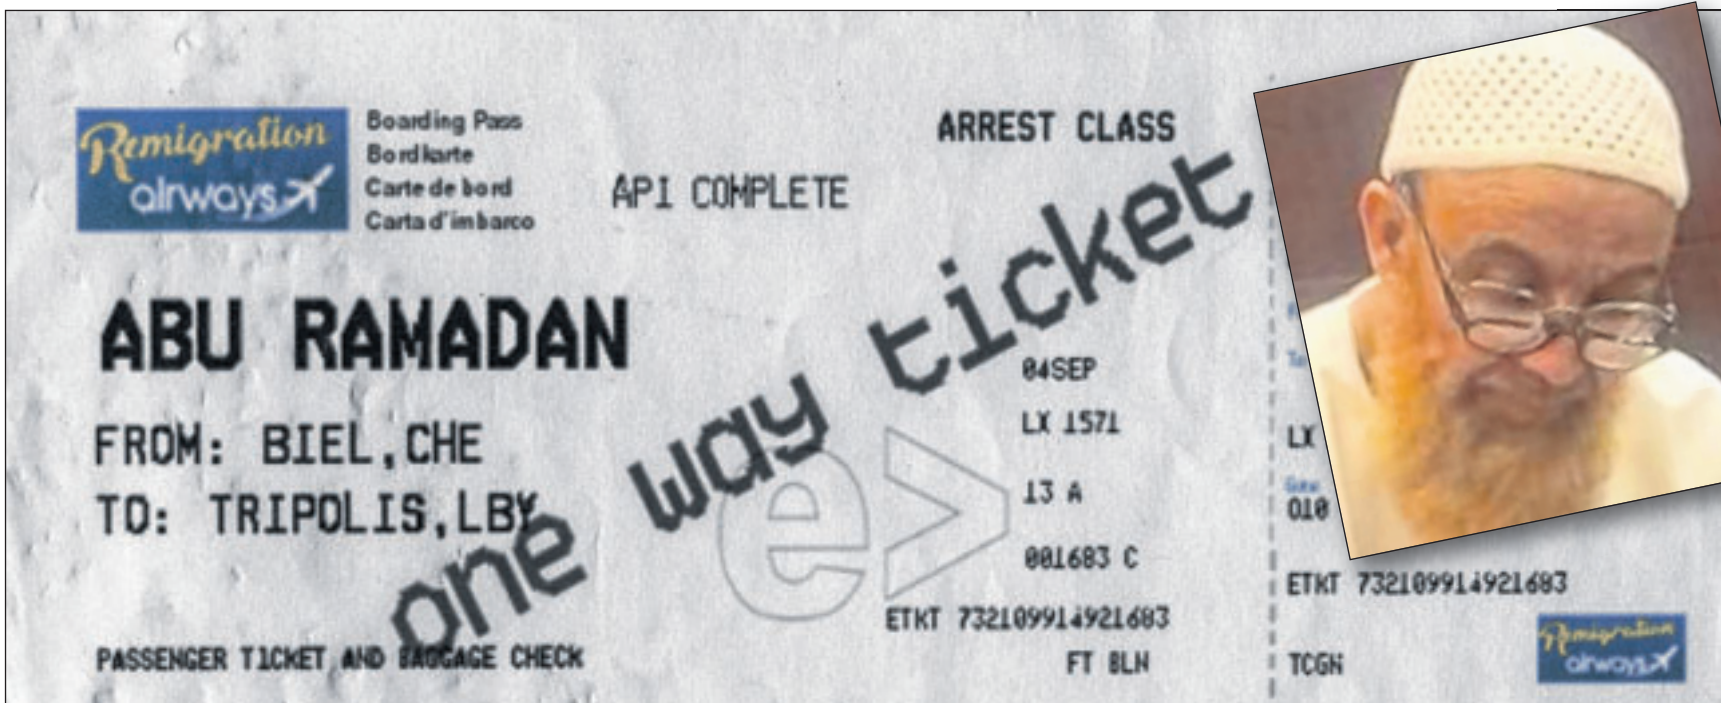 Remigration
airways
Boarding Pass
Bordkarte
Carte de bord
Carta d'imbarco
API COMPLETE
ARREST CLASS
ABU RAMADAN
FROM: BIEL,CHE
TO: TRIPOLIS,LBY
one way ticket
e>
04SEP
LX 1571
13 A
001683 C
ETKT 732109914921683
FT BLN
PASSENGER TICKET AND BAGGAGE CHECK
To
LX
010
ETKT 732109914921683
TCGN
Remigration
airways